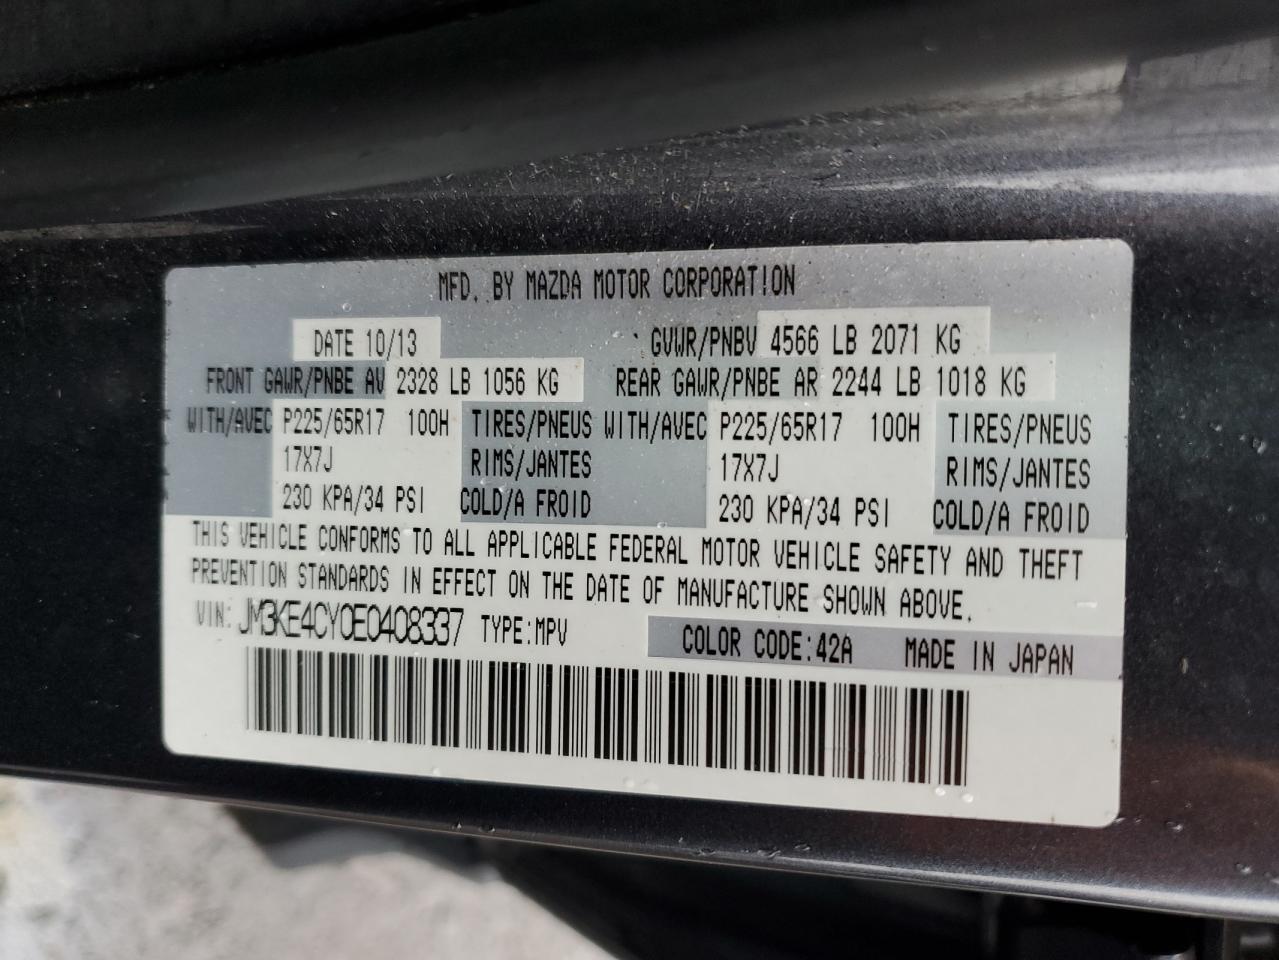 MFD. BY MAZDA MOTOR CORPORATION
DATE 10/13 GVWR/PNBV 4566 LB 2071 KG
FRONT GAWR/PNBE AV 2328 LB 1056 KG REAR GAWR/PNBE AR 2244 LB 1018 KG
WITH/AVEC P225/65R17 100H TIRES/PNEUS WITH/AVEC P225/65R17 100H TIRES/PNEUS
17X7J RIMS/JANTES 17X7J RIMS/JANTES
230 KPA/34 PSI COLD/A FROID 230 KPA/34 PSI COLD/A FROID
THIS VEHICLE CONFORMS TO ALL APPLICABLE FEDERAL MOTOR VEHICLE SAFETY AND THEFT
PREVENTION STANDARDS IN EFFECT ON THE DATE OF MANUFACTURE SHOWN ABOVE.
VIN: JM3KE4CY0E0408337 TYPE:MPV COLOR CODE:42A MADE IN JAPAN